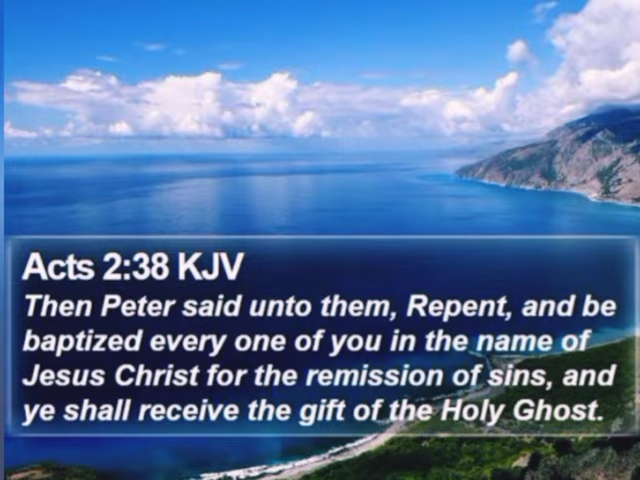 Acts 2:38 KJV
Then Peter said unto them, Repent, and be
baptized every one of you in the name of
Jesus Christ for the remission of sins, and
ye shall receive the gift of the Holy Ghost.